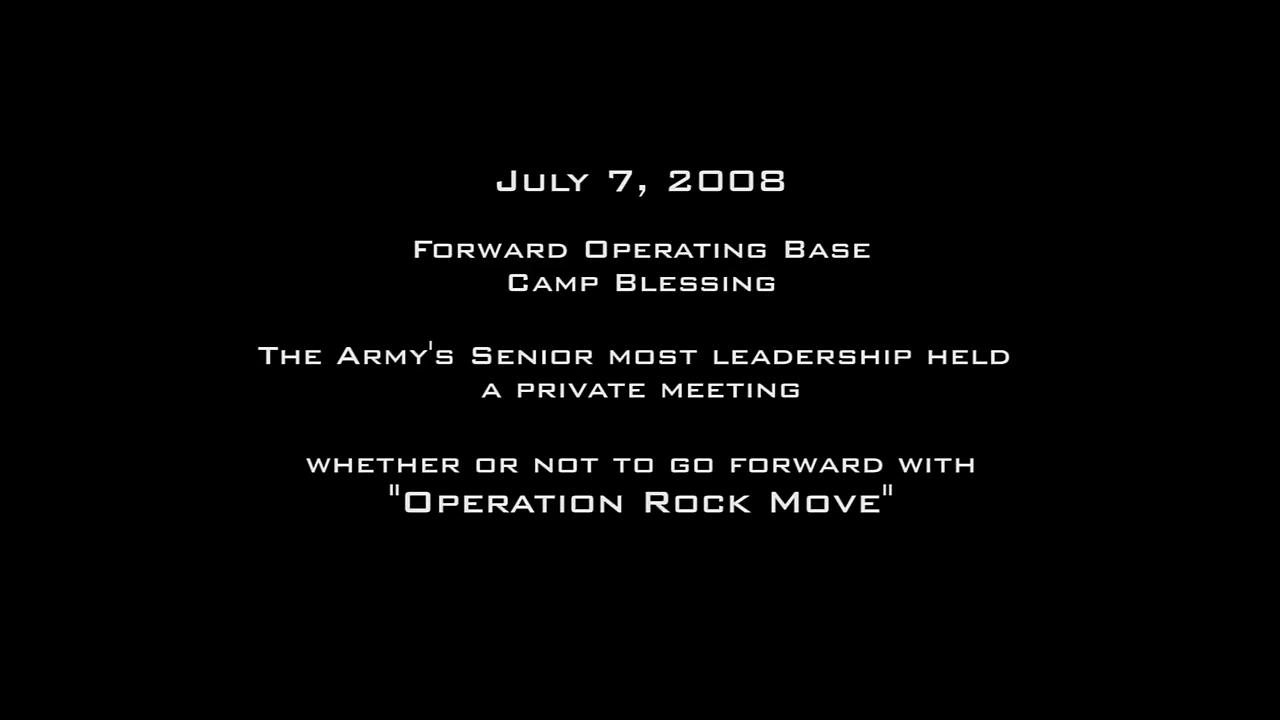 July 7, 2008
Forward Operating Base
Camp Blessing
The Army's Senior most leadership held
a private meeting
whether or not to go forward with
"Operation Rock Move"